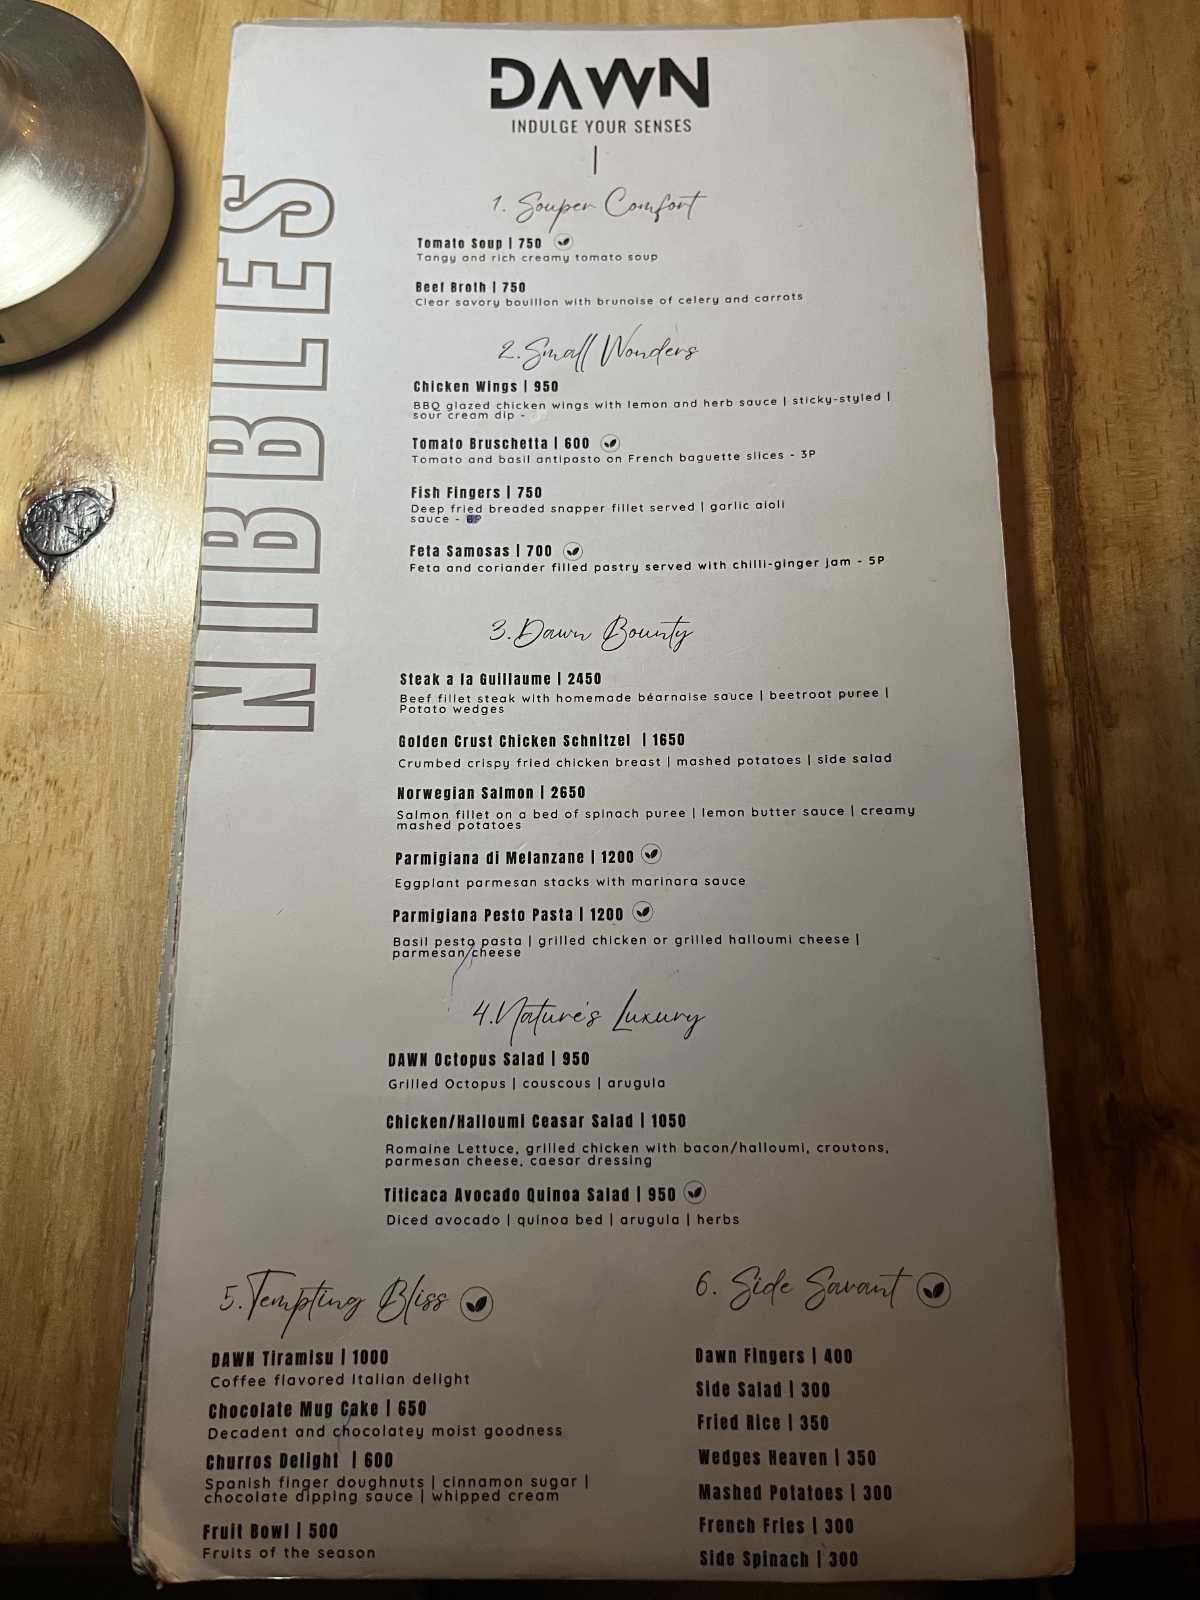 DAWN
INDULGE YOUR SENSES
|
NIBBLES
1. Souper Comfort
Tomato Soup | 750
Tangy and rich creamy tomato soup
Beef Broth | 750
Clear savory bouillon with brunoise of celery and carrots
2. Small Wonders
Chicken Wings | 950
BBQ glazed chicken wings with lemon and herb sauce | sticky-styled |
sour cream dip -
Tomato Bruschetta | 600
Tomato and basil antipasto on French baguette slices - 3P
Fish Fingers | 750
Deep fried breaded snapper fillet served | garlic aioli
sauce -
Feta Samosas | 700
Feta and coriander filled pastry served with chilli-ginger jam - 5P
3. Dawn Bounty
Steak a la Guillaume | 2450
Beef fillet steak with homemade béarnaise sauce | beetroot puree |
Potato wedges
Golden Crust Chicken Schnitzel | 1650
Crumbed crispy fried chicken breast | mashed potatoes | side salad
Norwegian Salmon | 2650
Salmon fillet on a bed of spinach puree | lemon butter sauce | creamy
mashed potatoes
Parmigiana di Melanzane | 1200
Eggplant parmesan stacks with marinara sauce
Parmigiana Pesto Pasta | 1200
Basil pesto pasta | grilled chicken or grilled halloumi cheese |
parmesan cheese
4. Nature's Luxury
DAWN Octopus Salad | 950
Grilled Octopus | couscous | arugula
Chicken/Halloumi Ceasar Salad | 1050
Romaine Lettuce, grilled chicken with bacon/halloumi, croutons,
parmesan cheese, caesar dressing
Titicaca Avocado Quinoa Salad | 950
Diced avocado | quinoa bed | arugula | herbs
5. Tempting Bliss
DAWN Tiramisu | 1000
Coffee flavored Italian delight
Chocolate Mug Cake | 650
Decadent and chocolatey moist goodness
Churros Delight | 600
Spanish finger doughnuts | cinnamon sugar |
chocolate dipping sauce | whipped cream
Fruit Bowl | 500
Fruits of the season
6. Side Savant
Dawn Fingers | 400
Side Salad | 300
Fried Rice | 350
Wedges Heaven | 350
Mashed Potatoes | 300
French Fries | 300
Side Spinach | 300